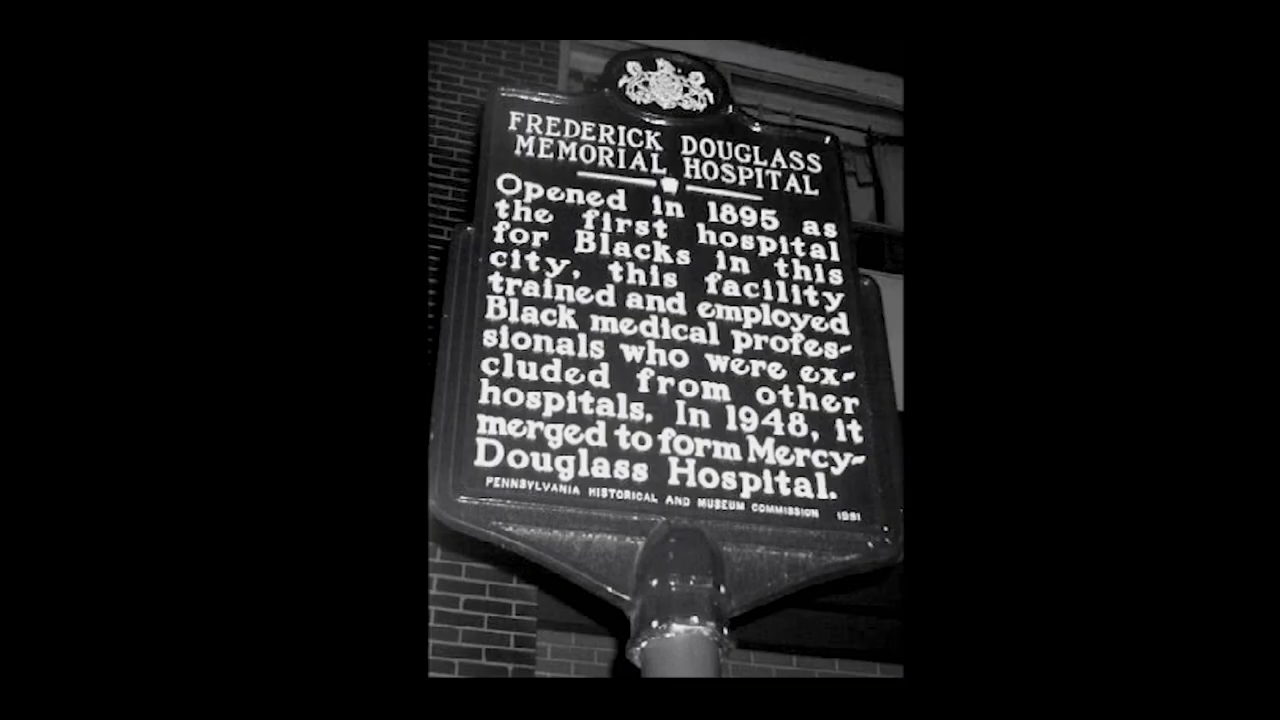 FREDERICK DOUGLASS
MEMORIAL HOSPITAL
Opened in 1895 as
the first hospital
for Blacks in this
city, this facility
trained and employed
Black medical profes-
sionals who were ex-
cluded from other
hospitals. In 1948, it
merged to form Mercy-
Douglass Hospital.
PENNSYLVANIA HISTORICAL AND MUSEUM COMMISSION 1991